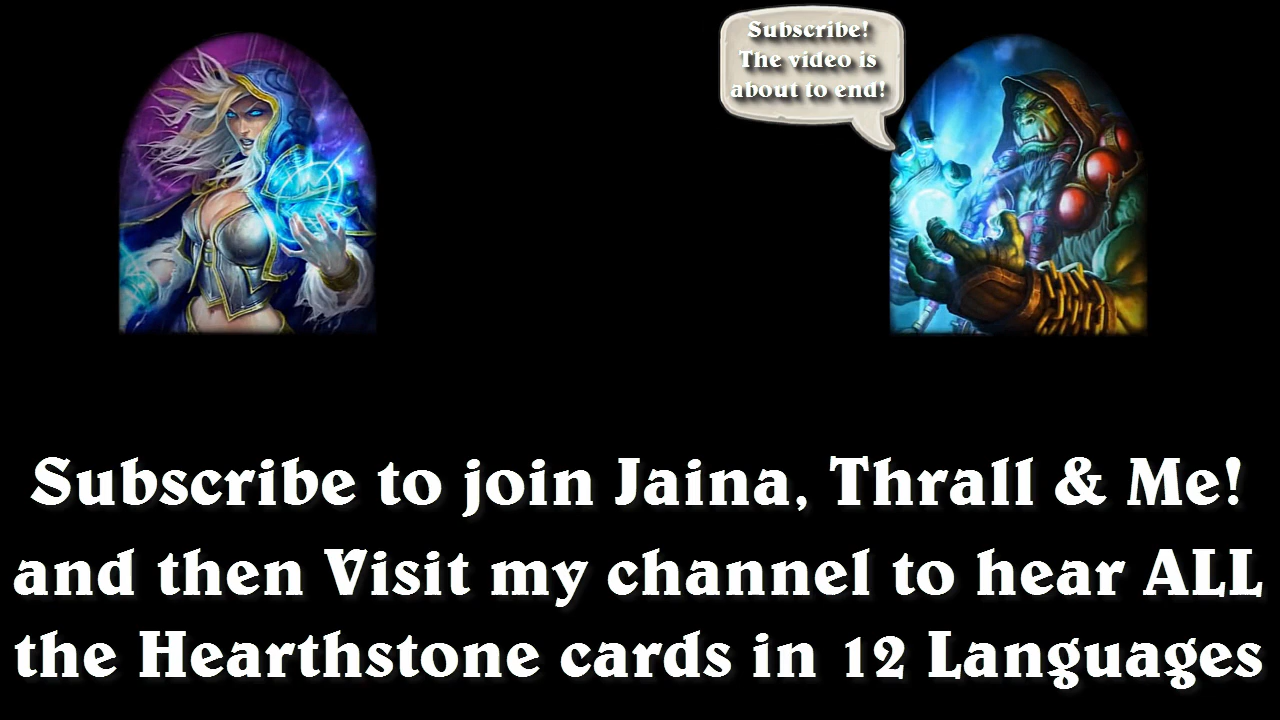 Subscribe!
The video is
about to end!
Subscribe to join Jaina, Thrall & Me!
and then Visit my channel to hear ALL
the Hearthstone cards in 12 Languages